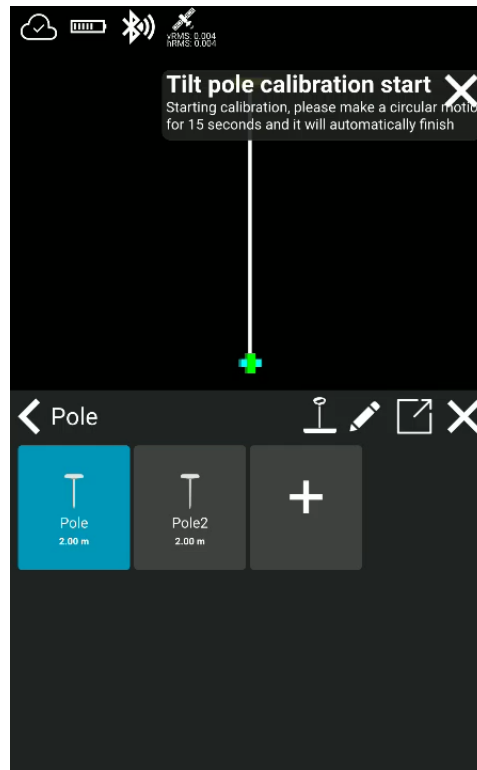 vRMS: 0.004
hRMS: 0.004
Tilt pole calibration start
Starting calibration, please make a circular motio
for 15 seconds and it will automatically finish
Pole
Pole
2.00 m
Pole2
2.00 m